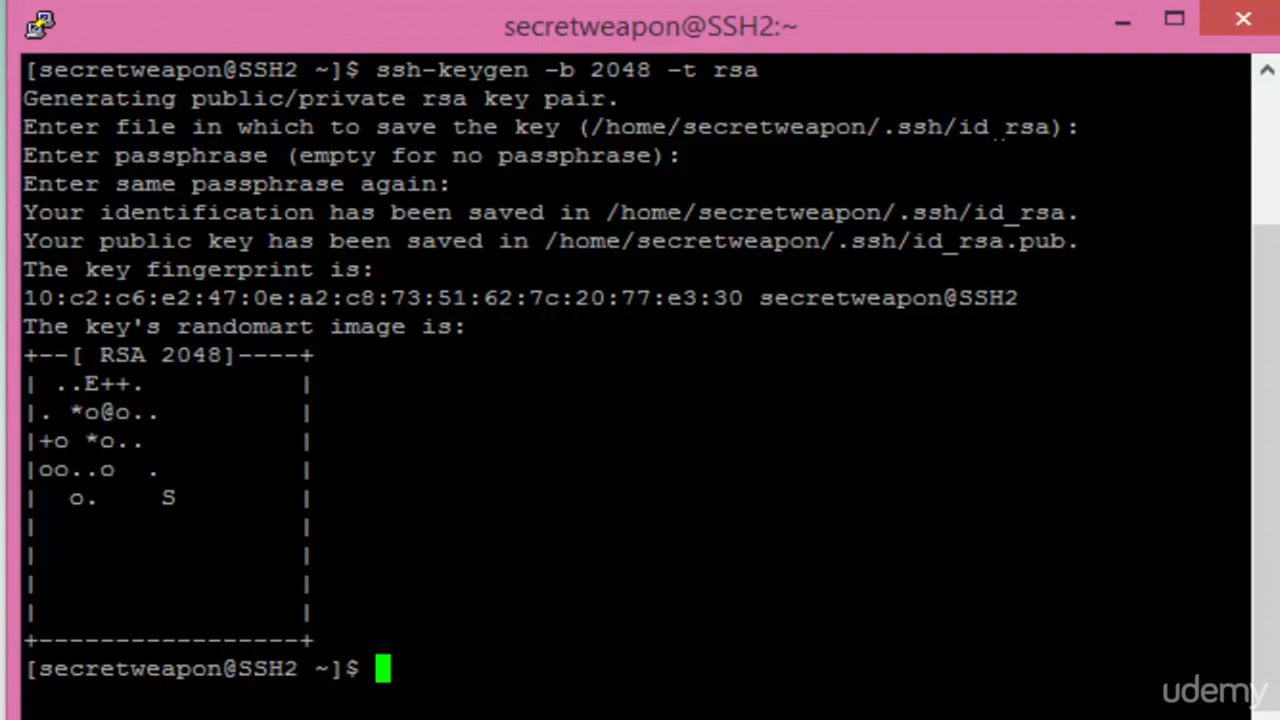 secretweapon@SSH2:~
[secretweapon@SSH2 ~]$ ssh-keygen -b 2048 -t rsa
Generating public/private rsa key pair.
Enter file in which to save the key (/home/secretweapon/.ssh/id_rsa):
Enter passphrase (empty for no passphrase):
Enter same passphrase again:
Your identification has been saved in /home/secretweapon/.ssh/id_rsa.
Your public key has been saved in /home/secretweapon/.ssh/id_rsa.pub.
The key fingerprint is:
10:c2:c6:e2:47:0e:a2:c8:73:51:62:7c:20:77:e3:30 secretweapon@SSH2
The key's randomart image is:
+--[ RSA 2048]----+
| ..E++.          |
|. *o@o..         |
|+o *o..          |
|oo..o  .         |
|  o.    S        |
|                 |
|                 |
|                 |
|                 |
+-----------------+
[secretweapon@SSH2 ~]$
udemy